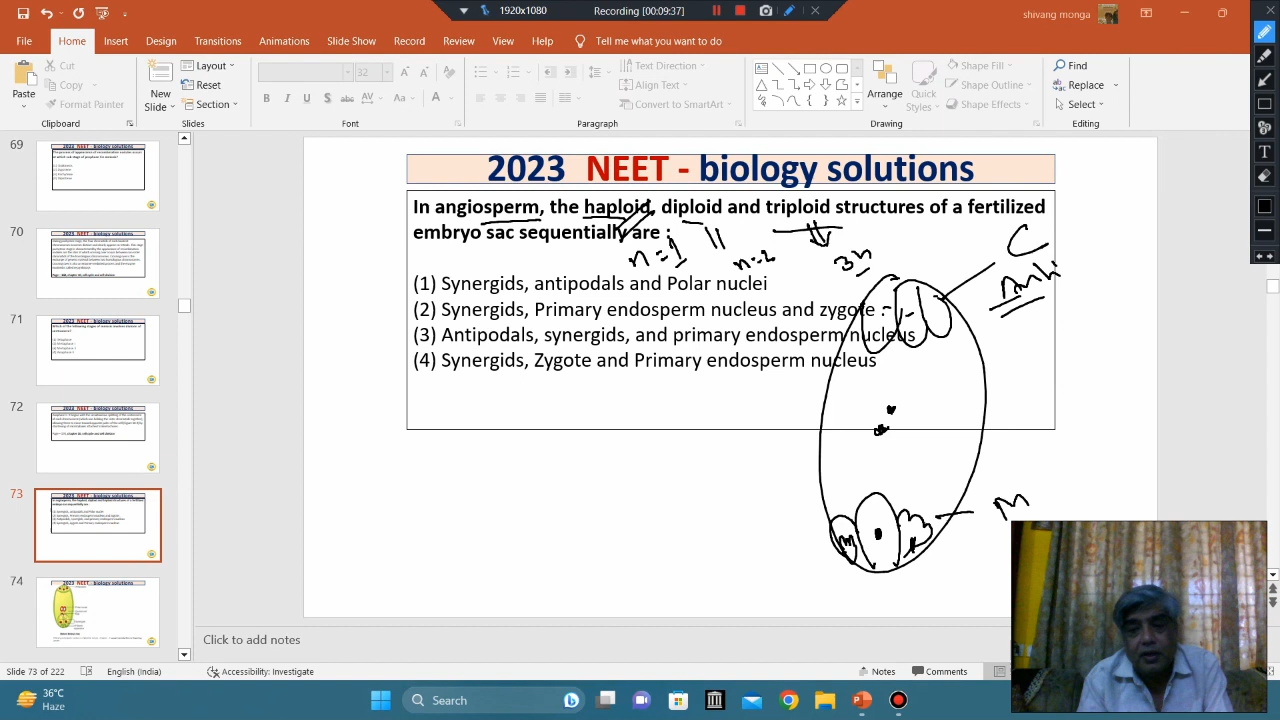 1920x1080
Recording [00:09:37]
shivang monga
File Home Insert Design Transitions Animations Slide Show Record Review View Help Tell me what you want to do
Paste
Cut
Copy
Format Painter
Clipboard
New Slide
Layout
Reset
Section
Slides
32
Font
Text Direction
Align Text
Convert to SmartArt
Paragraph
Arrange
Quick Styles
Shape Fill
Shape Outline
Shape Effects
Drawing
Find
Replace
Select
Editing
69
70
71
72
73
74
2023 NEET - biology solutions
In angiosperm, the haploid, diploid and triploid structures of a fertilized
embryo sac sequentially are :
n=1
n=2
3n
C
(1) Synergids, antipodals and Polar nuclei
(2) Synergids, Primary endosperm nucleus and zygote .
(3) Antipodals, synergids, and primary endosperm nucleus
(4) Synergids, Zygote and Primary endosperm nucleus
M
Click to add notes
Slide 73 of 222 English (India) Accessibility: Investigate Notes Comments
36°C
Haze
Search